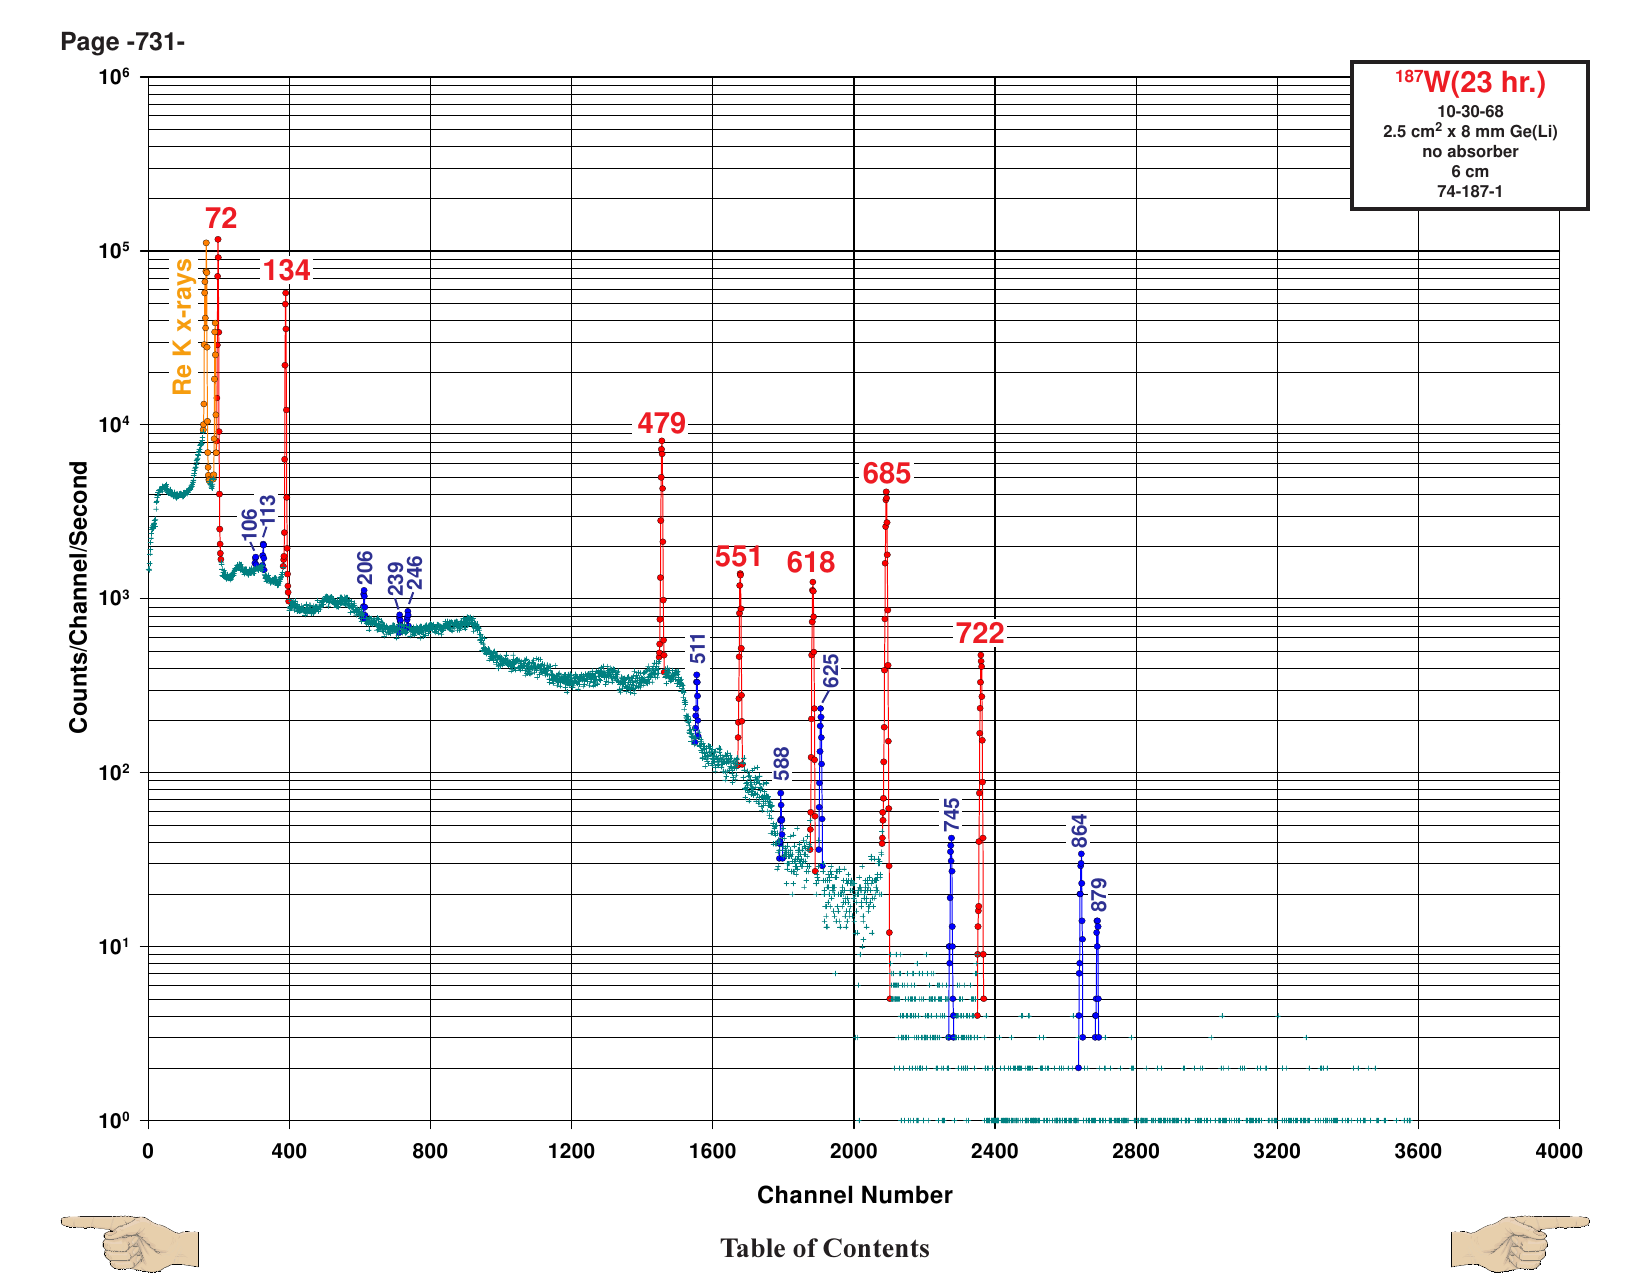 Page -731-
10⁶
¹⁸⁷W(23 hr.)
10-30-68
2.5 cm² x 8 mm Ge(Li)
no absorber
6 cm
74-187-1
72
10⁵
134
Re K x-rays
10⁴
479
685
Counts/Channel/Second
106
113
551
618
206
239
246
10³
722
511
625
588
10²
745
864
879
10¹
10⁰
0 400 800 1200 1600 2000 2400 2800 3200 3600 4000
Channel Number
Table of Contents